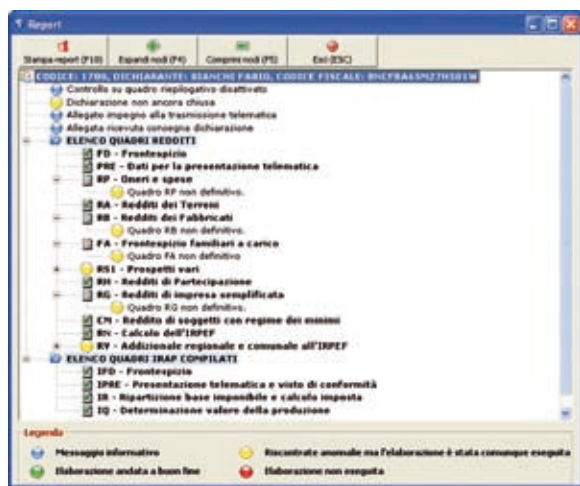 Report
Stampa report (F10) Espandi nodi (F4) Comprimi nodi (F5) Esci (ESC)
CODICE: 1700, DICHIARANTE: BIANCHI FABIO, CODICE FISCALE:
Controllo su quadro riepilogativo disattivato
Dichiarazione non ancora chiusa
Allegato impegno alla trasmissione telematica
Allegata ricevuta consegna dichiarazione
ELENCO QUADRI REDDITI
FD - Frontespizio
PRE - Dati per la presentazione telematica
RP - Oneri e spese
Quadro RP non definitivo.
RA - Redditi dei Terreni
RB - Redditi dei Fabbricati
Quadro RB non definitivo.
FA - Frontespizio familiari a carico
Quadro FA non definitivo
RS1 - Prospetti vari
RH - Redditi di Partecipazione
RG - Redditi di impresa semplificata
Quadro RG non definitivo.
CM - Reddito di soggetti con regime dei minimi
RN - Calcolo dell'IRPEF
RV - Addizionale regionale e comunale all'IRPEF
ELENCO QUADRI IRAP COMPILATI
IFD - Frontespizio
IPRE - Presentazione telematica e visto di conformità
IR - Ripartizione base imponibile e calcolo imposta
IQ - Determinazione valore della produzione
Legenda
Messaggio informativo Riscontrate anomalie ma l'elaborazione è stata comunque eseguita
Elaborazione andata a buon fine Elaborazione non eseguita